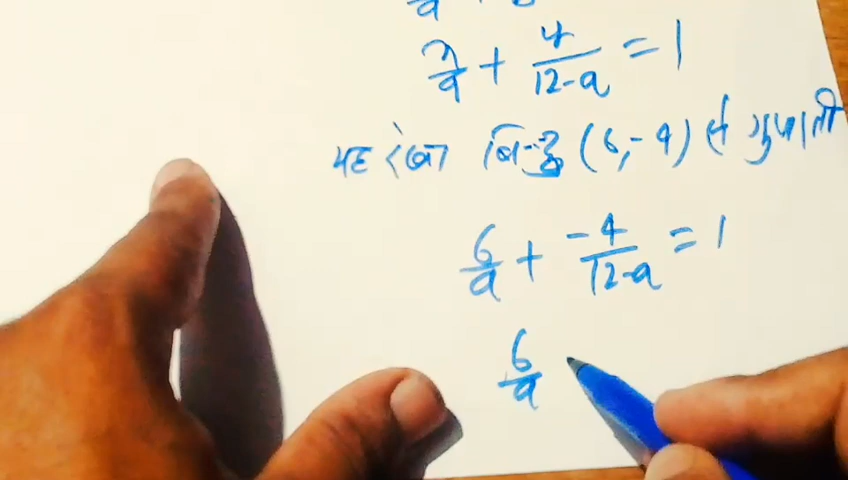 x/a + y/12-a = 1
यह रेखा बिन्दु (6, -4) से गुजरती
6/a + -4/12-a = 1
6/a